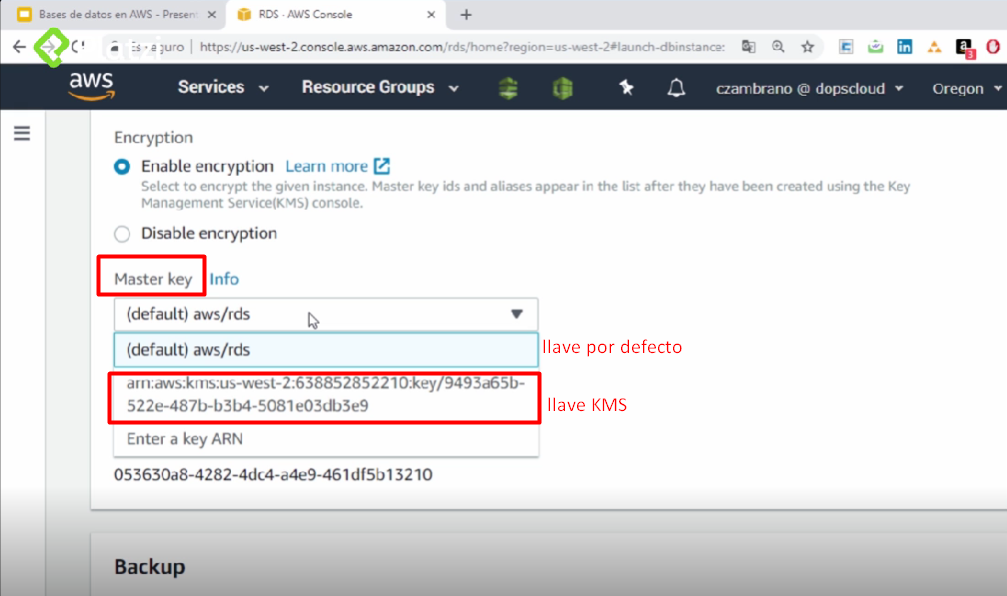 Bases de datos en AWS - Present
RDS · AWS Console
https://us-west-2.console.aws.amazon.com/rds/home?region=us-west-2#launch-dbinstance:
aws
Services
Resource Groups
czambrano @ dopscloud
Oregon
Encryption
Enable encryption Learn more
Select to encrypt the given instance. Master key ids and aliases appear in the list after they have been created using the Key
Management Service(KMS) console.
Disable encryption
Master key Info
(default) aws/rds
(default) aws/rds
llave por defecto
arn:aws:kms:us-west-2:638852852210:key/9493a65b-
522e-487b-b3b4-5081e03db3e9
llave KMS
Enter a key ARN
053630a8-4282-4dc4-a4e9-461df5b13210
Backup